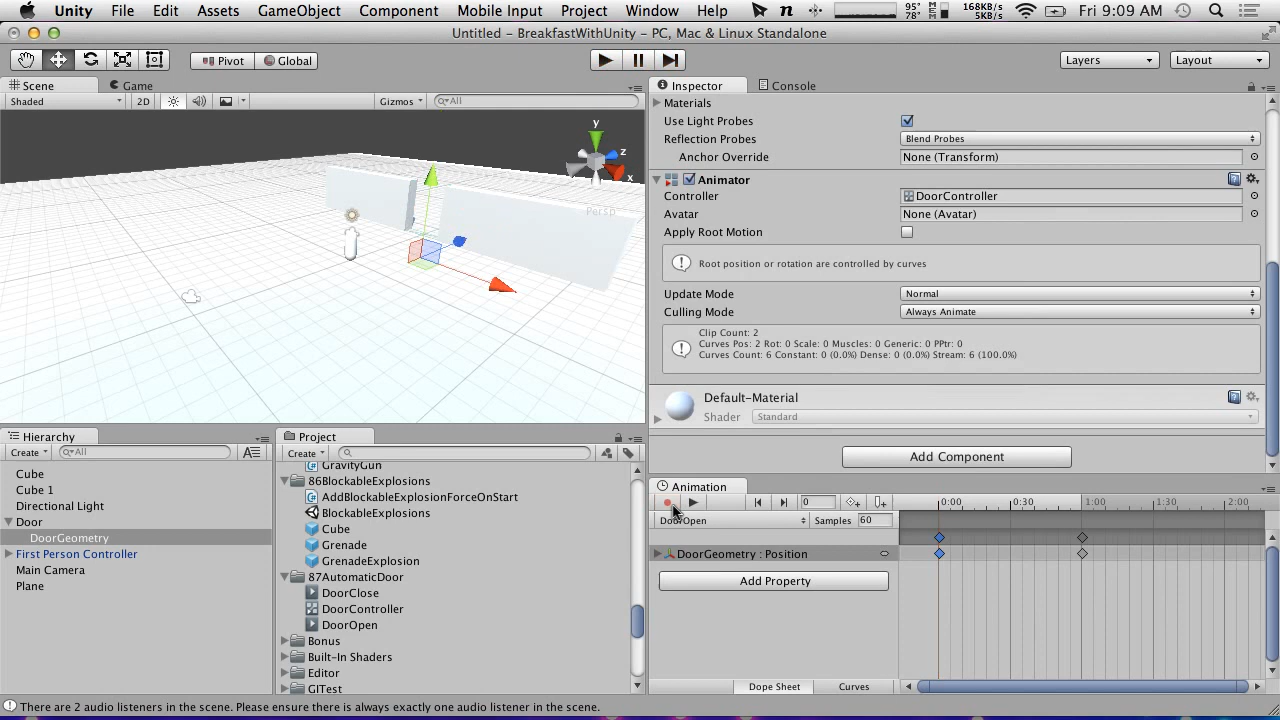 Unity File Edit Assets GameObject Component Mobile Input Project Window Help
95° 78° 168KB/s 5KB/s Fri 9:09 AM
Untitled - BreakfastWithUnity - PC, Mac & Linux Standalone
Pivot Global Layers Layout
Scene Game
Shaded 2D Gizmos All
y
z
x
Persp
Inspector Console
Materials
Use Light Probes
Reflection Probes Blend Probes
Anchor Override None (Transform)
Animator
Controller DoorController
Avatar None (Avatar)
Apply Root Motion
Root position or rotation are controlled by curves
Update Mode Normal
Culling Mode Always Animate
Clip Count: 2
Curves Pos: 2 Rot: 0 Scale: 0 Muscles: 0 Generic: 0 PPtr: 0
Curves Count: 6 Constant: 0 (0.0%) Dense: 0 (0.0%) Stream: 6 (100.0%)
Default-Material
Shader Standard
Add Component
Hierarchy
Create All
Cube
Cube 1
Directional Light
Door
DoorGeometry
First Person Controller
Main Camera
Plane
Project
Create
GravityGun
86BlockableExplosions
AddBlockableExplosionForceOnStart
BlockableExplosions
Cube
Grenade
GrenadeExplosion
87AutomaticDoor
DoorClose
DoorController
DoorOpen
Bonus
Built-In Shaders
Editor
GITest
Animation
0 0:00 0:30 1:00 1:30 2:00
DoorOpen Samples 60
DoorGeometry : Position
Add Property
Dope Sheet Curves
There are 2 audio listeners in the scene. Please ensure there is always exactly one audio listener in the scene.